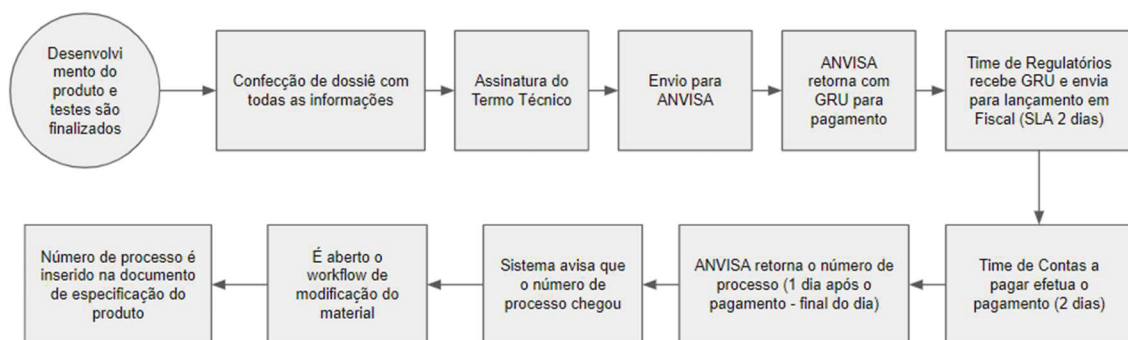 Desenvolvi
mento do
produto e
testes são
finalizados
Confecção de dossiê com
todas as informações
Assinatura do
Termo Técnico
Envio para
ANVISA
ANVISA
retorna com
GRU para
pagamento
Time de Regulatórios
recebe GRU e envia
para lançamento em
Fiscal (SLA 2 dias)
Número de processo é
inserido na documento
de especificação do
produto
É aberto o
workflow de
modificação do
material
Sistema avisa que
o número de
processo chegou
ANVISA retorna o número de
processo (1 dia após o
pagamento - final do dia)
Time de Contas a
pagar efetua o
pagamento (2 dias)